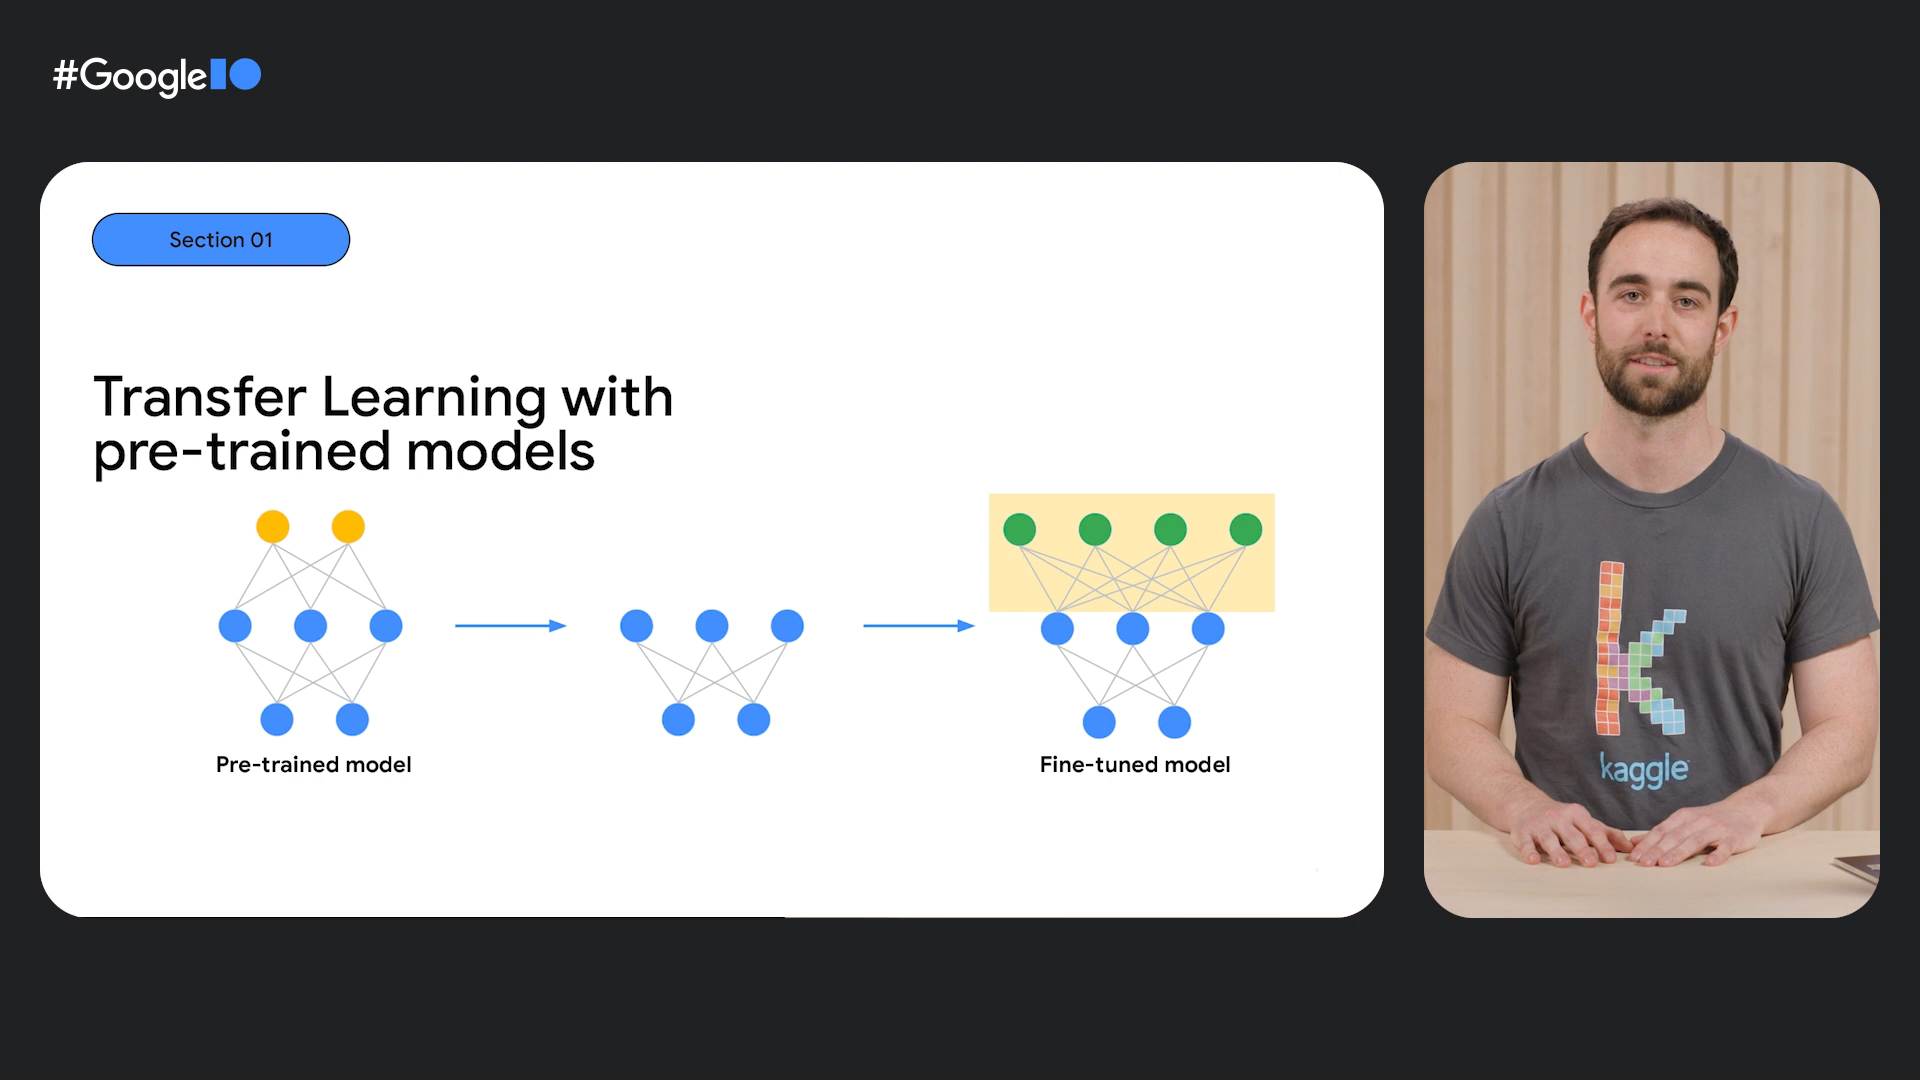 #GoogleIO
Section 01
Transfer Learning with
pre-trained models
Pre-trained model
Fine-tuned model
kaggle